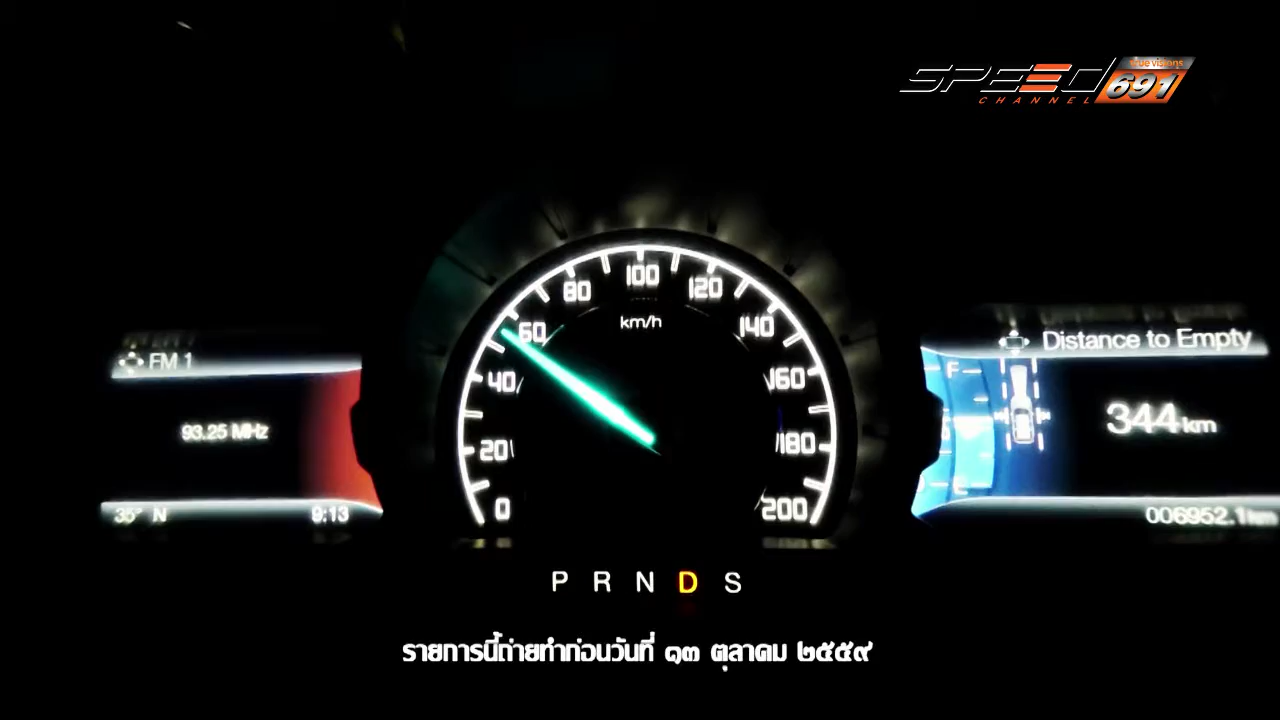 SPEED
CHANNEL
true visions
691
FM 1
93.25 MHz
35° N
9:13
0
20
40
60
80
100
120
140
160
180
200
km/h
Distance to Empty
F
E
344 km
006952.1km
P R N D S
รายการนี้ถ่ายทำก่อนวันที่ ๑๓ ตุลาคม ๒๕๕๙